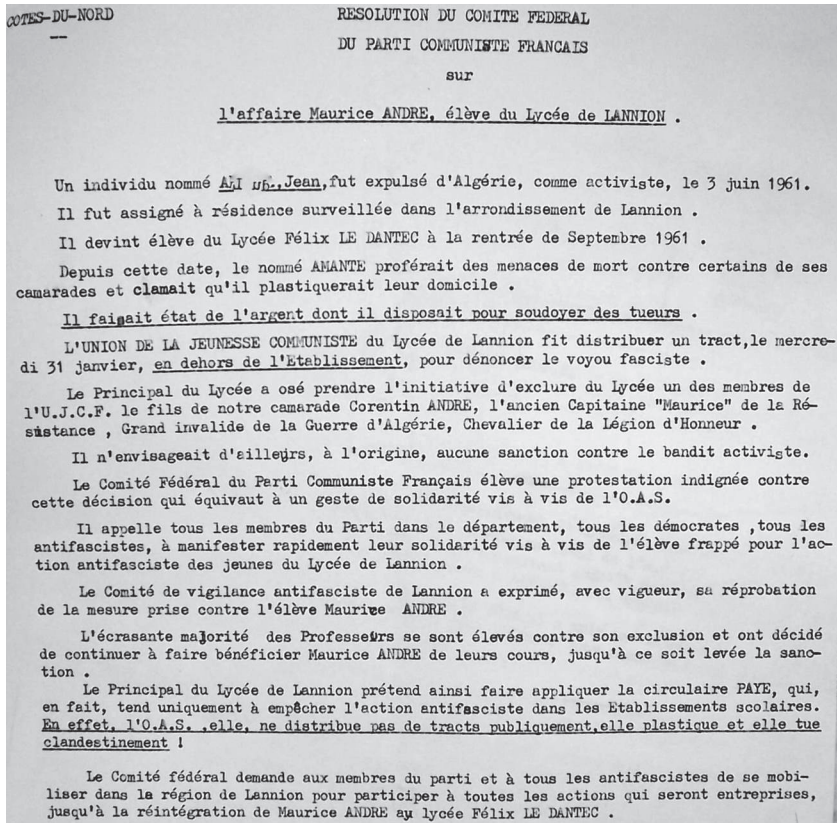 COTES-DU-NORD
RESOLUTION DU COMITE FEDERAL
DU PARTI COMMUNISTE FRANCAIS
sur
l'affaire Maurice ANDRE, élève du Lycée de LANNION .
Un individu nommé Jean, fut expulsé d'Algérie, comme activiste, le 3 juin 1961.
Il fut assigné à résidence surveillée dans l'arrondissement de Lannion .
Il devint élève du Lycée Félix LE DANTEC à la rentrée de Septembre 1961 .
Depuis cette date, le nommé AMANTE proférait des menaces de mort contre certains de ses
camarades et clamait qu'il plastiquerait leur domicile .
Il faisait état de l'argent dont il disposait pour soudoyer des tueurs .
L'UNION DE LA JEUNESSE COMMUNISTE du Lycée de Lannion fit distribuer un tract,le mercre-
di 31 janvier, en dehors de l'Etablissement, pour dénoncer le voyou fasciste .
Le Principal du Lycée a osé prendre l'initiative d'exclure du Lycée un des membres de
l'U.J.C.F. le fils de notre camarade Corentin ANDRE, l'ancien Capitaine "Maurice" de la Ré-
sistance , Grand invalide de la Guerre d'Algérie, Chevalier de la Légion d'Honneur .
Il n'envisageait d'ailleurs, à l'origine, aucune sanction contre le bandit activiste.
Le Comité Fédéral du Parti Communiste Français élève une protestation indignée contre
cette décision qui équivaut à un geste de solidarité vis à vis de l'O.A.S.
Il appelle tous les membres du Parti dans le département, tous les démocrates ,tous les
antifascistes, à manifester rapidement leur solidarité vis à vis de l'élève frappé pour l'ac-
tion antifasciste des jeunes du Lycée de Lannion .
Le Comité de vigilance antifasciste de Lannion a exprimé, avec vigueur, sa réprobation
de la mesure prise contre l'élève Maurice ANDRE .
L'écrasante majorité des Professeurs se sont élevés contre son exclusion et ont décidé
de continuer à faire bénéficier Maurice ANDRE de leurs cours, jusqu'à ce soit levée la sanc-
tion .
Le Principal du Lycée de Lannion prétend ainsi faire appliquer la circulaire PAYE, qui,
en fait, tend uniquement à empêcher l'action antifasciste dans les Etablissements scolaires.
En effet, l'O.A.S. ,elle, ne distribue pas de tracts publiquement,elle plastique et elle tue
clandestinement !
Le Comité fédéral demande aux membres du parti et à tous les antifascistes de se mobi-
liser dans la région de Lannion pour participer à toutes les actions qui seront entreprises,
jusqu'à la réintégration de Maurice ANDRE au lycée Félix LE DANTEC .